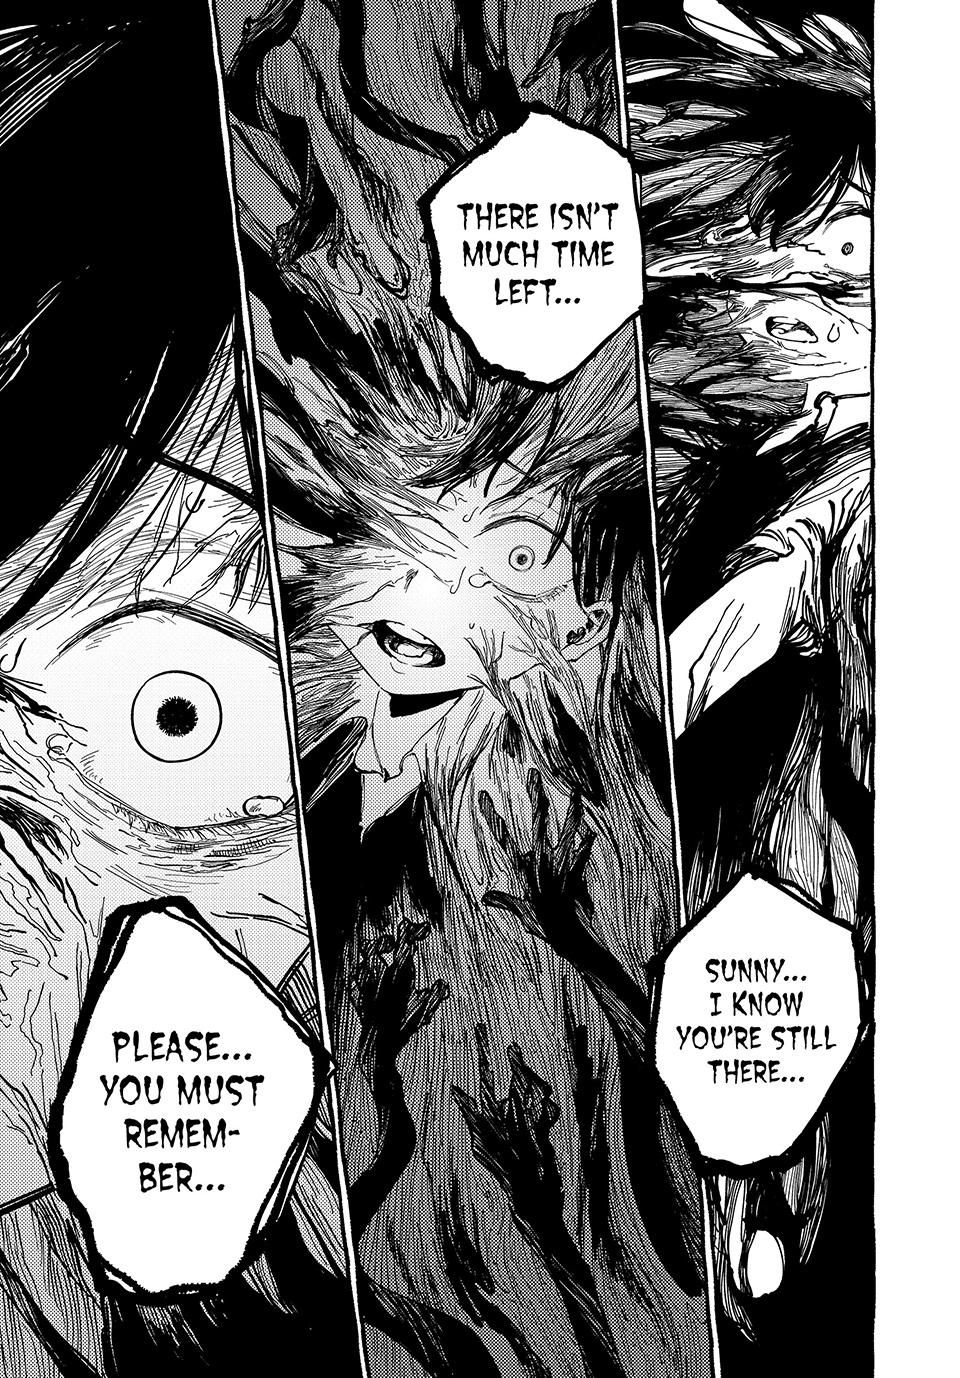 SUNNY...
I KNOW
YOU'RE STILL
THERE...
THERE ISN'T
MUCH TIME
LEFT...
PLEASE...
YOU MUST
REMEM-
BER...